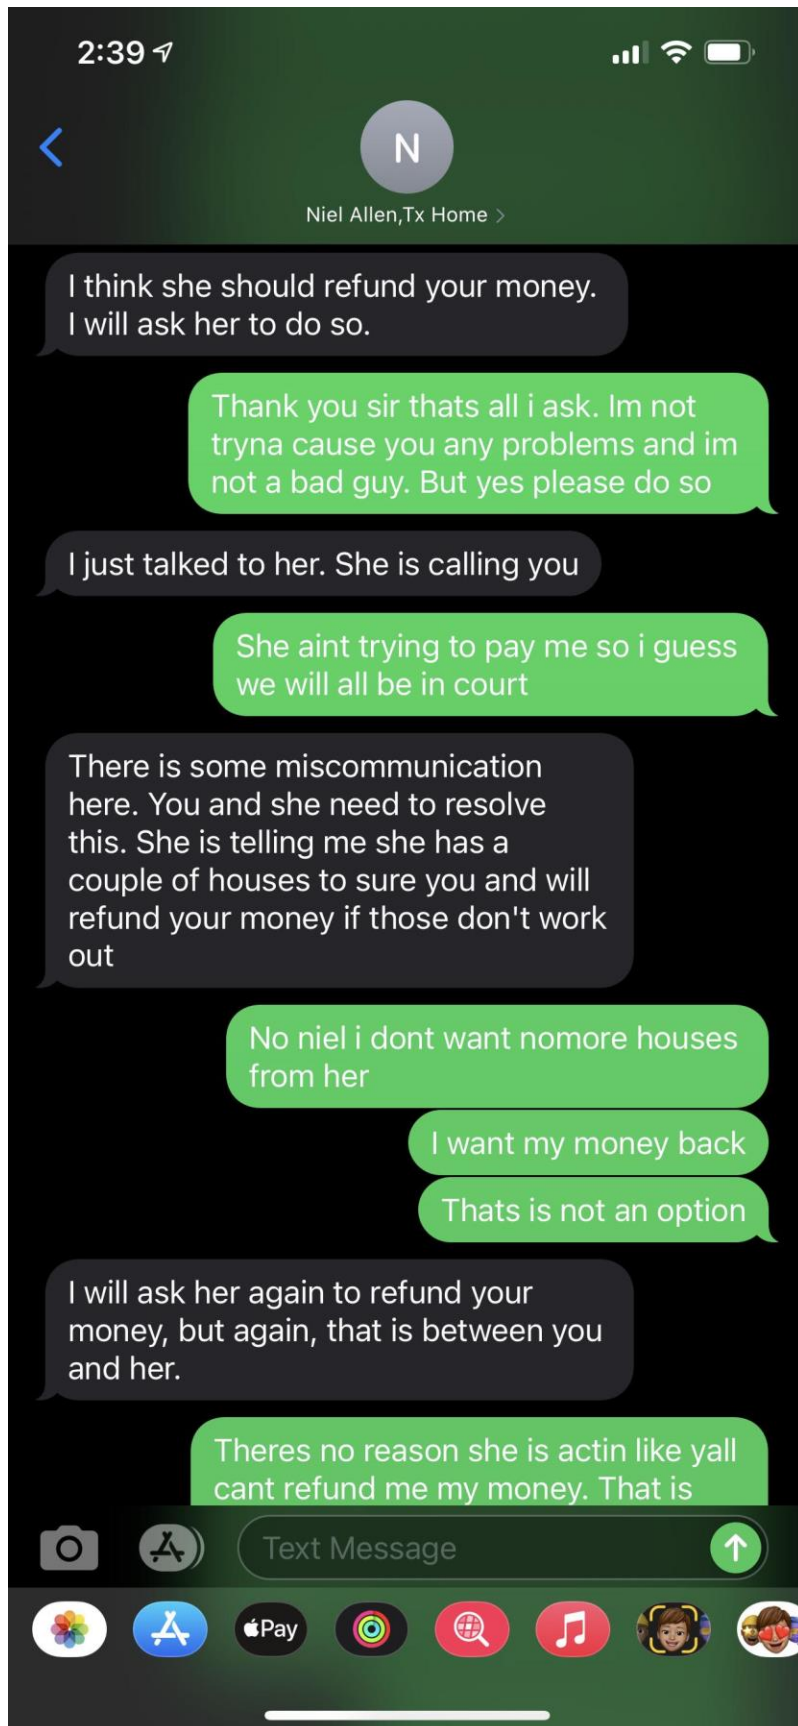 2:39
N
Niel Allen,Tx Home
I think she should refund your money.
I will ask her to do so.
Thank you sir thats all i ask. Im not
tryna cause you any problems and im
not a bad guy. But yes please do so
I just talked to her. She is calling you
She aint trying to pay me so i guess
we will all be in court
There is some miscommunication
here. You and she need to resolve
this. She is telling me she has a
couple of houses to sure you and will
refund your money if those don't work
out
No niel i dont want nomore houses
from her
I want my money back
Thats is not an option
I will ask her again to refund your
money, but again, that is between you
and her.
Theres no reason she is actin like yall
cant refund me my money. That is
Text Message
Pay